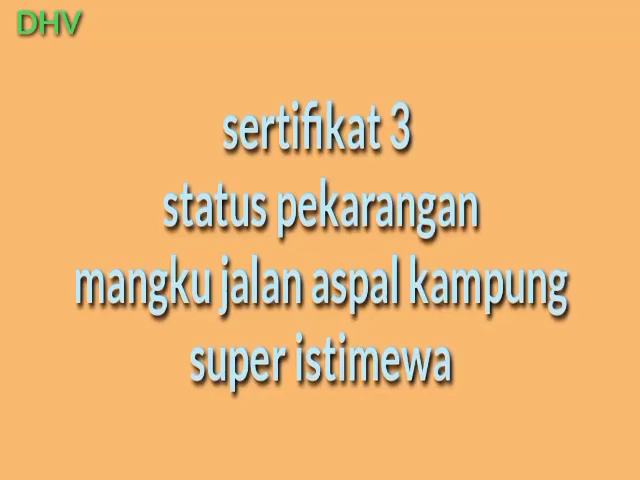 DHV
sertifikat 3
status pekarangan
mangku jalan aspal kampung
super istimewa